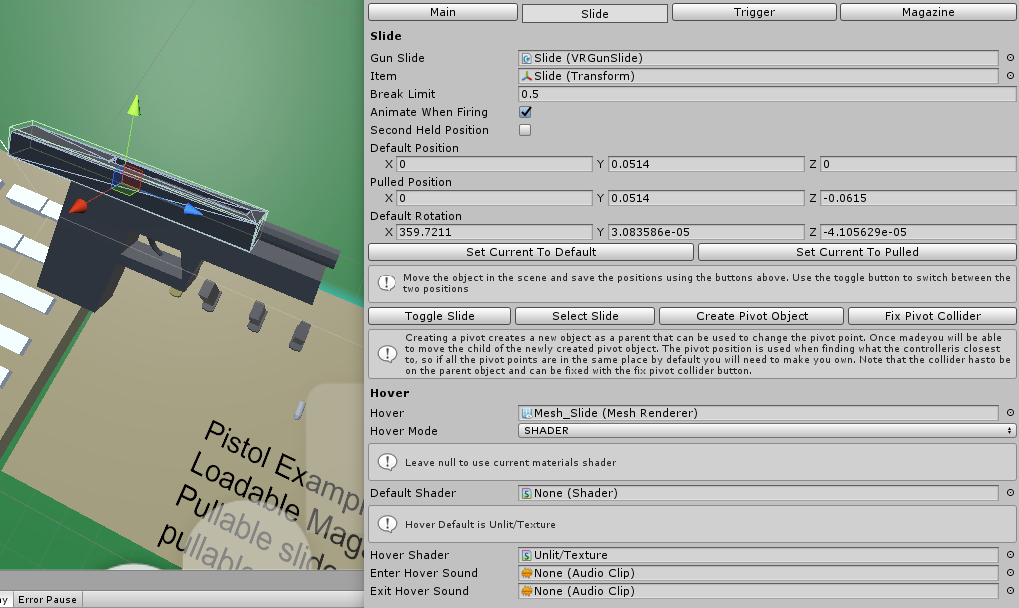 Main Slide Trigger Magazine
Slide
Gun Slide Slide (VRGunSlide)
Item Slide (Transform)
Break Limit 0.5
Animate When Firing
Second Held Position
Default Position
X 0 Y 0.0514 Z 0
Pulled Position
X 0 Y 0.0514 Z -0.0615
Default Rotation
X 359.7211 Y 3.083586e-05 Z -4.105629e-05
Set Current To Default Set Current To Pulled
Move the object in the scene and save the positions using the buttons above. Use the toggle button to switch between the
two positions
Toggle Slide Select Slide Create Pivot Object Fix Pivot Collider
Creating a pivot creates a new object as a parent that can be used to change the pivot point. Once madeyou will be able
to move the child of the newly created pivot object. The pivot position is used when finding what the controlleris closest
to, so if all the pivot points are in the same place by default you will need to make you own. Note that the collider hasto be
on the parent object and can be fixed with the fix pivot collider button.
Hover
Hover Mesh_Slide (Mesh Renderer)
Hover Mode SHADER
Leave null to use current materials shader
Default Shader None (Shader)
Hover Default is Unlit/Texture
Hover Shader Unlit/Texture
Enter Hover Sound None (Audio Clip)
Exit Hover Sound None (Audio Clip)
Pistol Exampl
Loadable Maga
Pullable slide
pullable
ay Error Pause